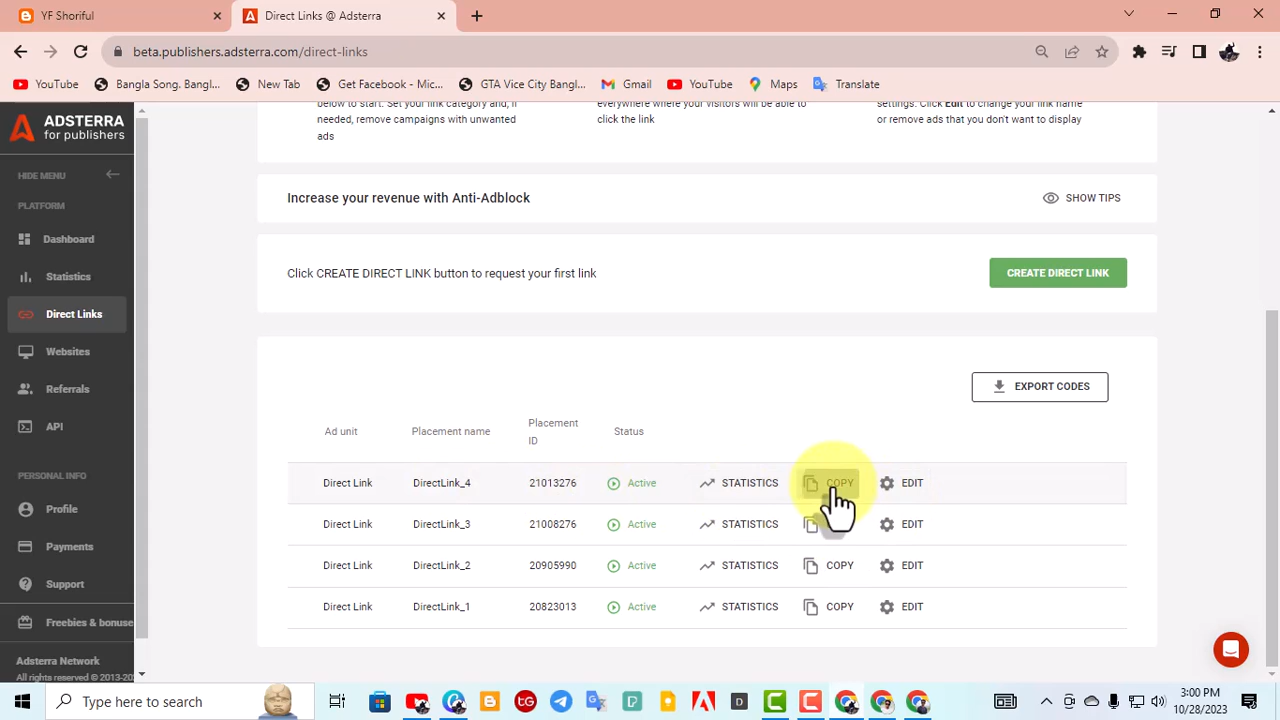 YF Shoriful
Direct Links @ Adsterra
beta.publishers.adsterra.com/direct-links
YouTube
Bangla Song. Bangl...
New Tab
Get Facebook - Mic...
GTA Vice City Bangl...
Gmail
YouTube
Maps
Translate
ADSTERRA
for publishers
HIDE MENU
PLATFORM
Dashboard
Statistics
Direct Links
Websites
Referrals
API
PERSONAL INFO
Profile
Payments
Support
Freebies & bonuse
Adsterra Network
All rights reserved © 2013-20
below to start. Set your link category and, if
needed, remove campaigns with unwanted
ads
everywhere where your visitors will be able to
click the link
settings. Click Edit to change your link name
or remove ads that you don't want to display
Increase your revenue with Anti-Adblock
SHOW TIPS
Click CREATE DIRECT LINK button to request your first link
CREATE DIRECT LINK
EXPORT CODES
Ad unit Placement name Placement ID Status
Direct Link DirectLink_4 21013276 Active STATISTICS COPY EDIT
Direct Link DirectLink_3 21008276 Active STATISTICS EDIT
Direct Link DirectLink_2 20905990 Active STATISTICS COPY EDIT
Direct Link DirectLink_1 20823013 Active STATISTICS COPY EDIT
Type here to search
3:00 PM
10/28/2023